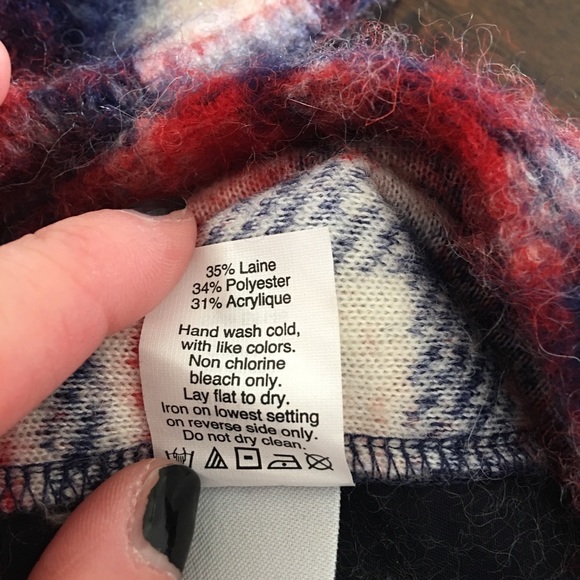 35% Laine
34% Polyester
31% Acrylique
Hand wash cold,
with like colors.
Non chlorine
bleach only.
Lay flat to dry.
Iron on lowest setting
on reverse side only.
Do not dry clean.